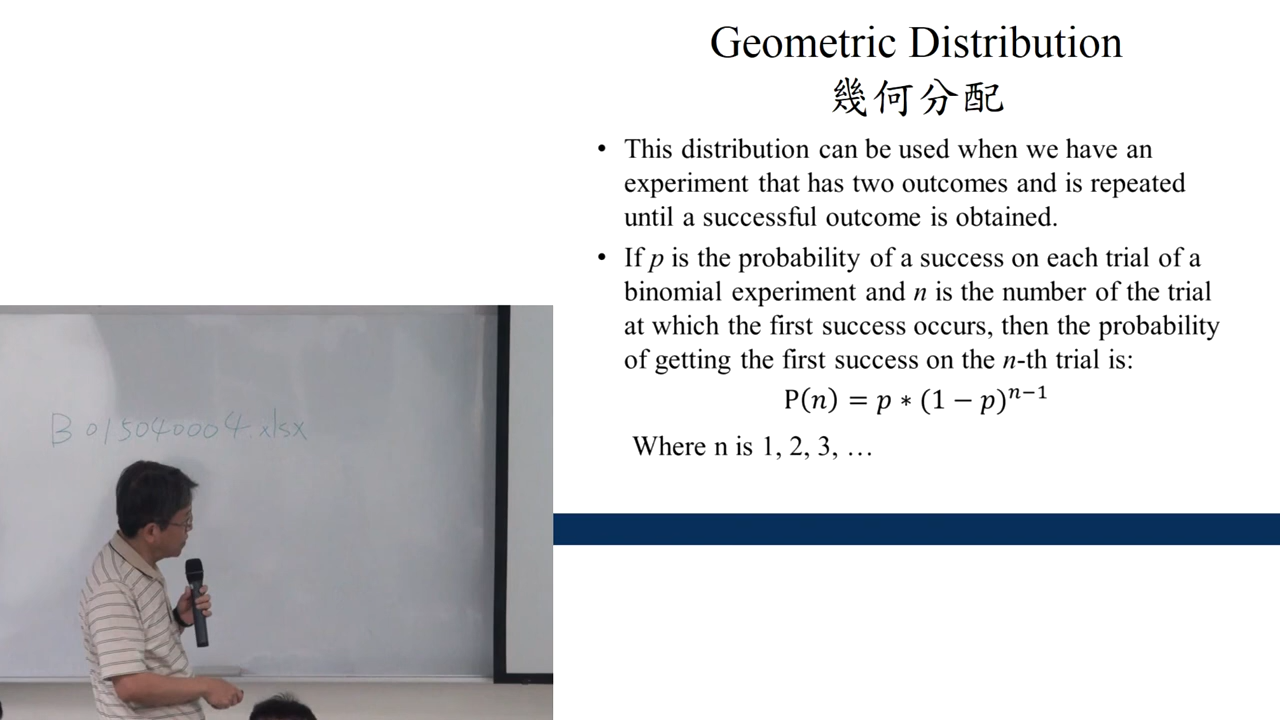 Geometric Distribution
幾何分配
• This distribution can be used when we have an
experiment that has two outcomes and is repeated
until a successful outcome is obtained.
• If p is the probability of a success on each trial of a
binomial experiment and n is the number of the trial
at which the first success occurs, then the probability
of getting the first success on the n-th trial is:
P(n) = p ∗ (1 − p)ⁿ⁻¹
Where n is 1, 2, 3, …
B015040004.xlsx